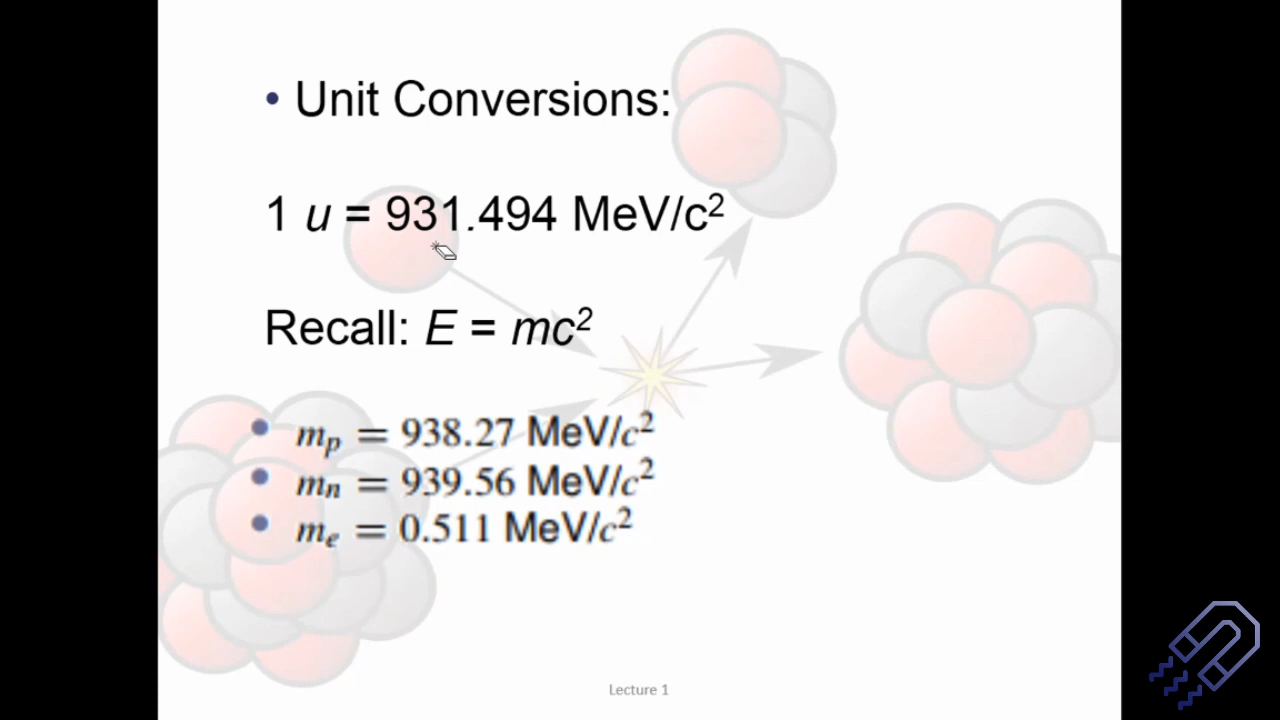 • Unit Conversions:
1 u = 931.494 MeV/c²
Recall: E = mc²
• mₚ = 938.27 MeV/c²
• mₙ = 939.56 MeV/c²
• mₑ = 0.511 MeV/c²
Lecture 1